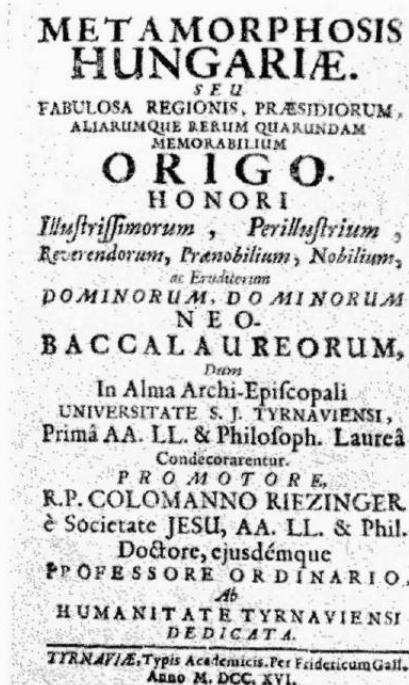 METAMORPHOSIS
HUNGARIÆ.
SEU
FABULOSA REGIONIS, PRÆSIDIORUM,
ALIARUMQUE RERUM QUARUNDAM
MEMORABILIUM
ORIGO.
HONORI
Illuſtriſſimorum, Perilluſtrium,
Reverendorum, Prænobilium, Nobilium,
ac Eruditorum
DOMINORUM, DOMINORUM
NEO-
BACCALAUREORUM,
Dum
In Alma Archi-Epiſcopali
UNIVERSITATE S. J. TYRNAVIENSI,
Primâ AA. LL. & Philoſoph. Laureâ
Condecorarentur.
PROMOTORE,
R.P. COLOMANNO RIEZINGER
è Societate JESU, AA. LL. & Phil.
Doctore, ejusdémque
PROFESSORE ORDINARIO,
Ab
HUMANITATE TYRNAVIENSI
DEDICATA.
TYRNAVIÆ, Typis Academicis. Per Fridericum Gall.
Anno M. DCC. XVI.